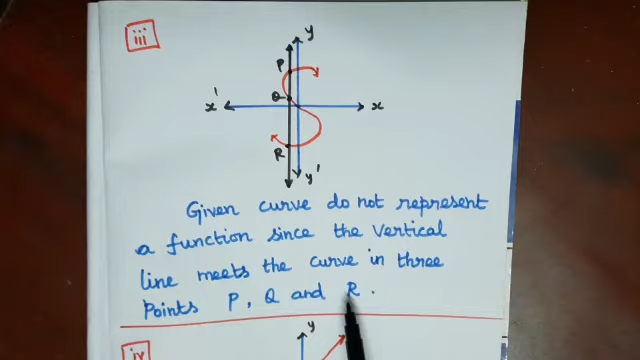 iii
y
P
Q
x'
x
R
y'
Given curve do not represent
a function since the vertical
line meets the curve in three
points P, Q and R.
iv
y